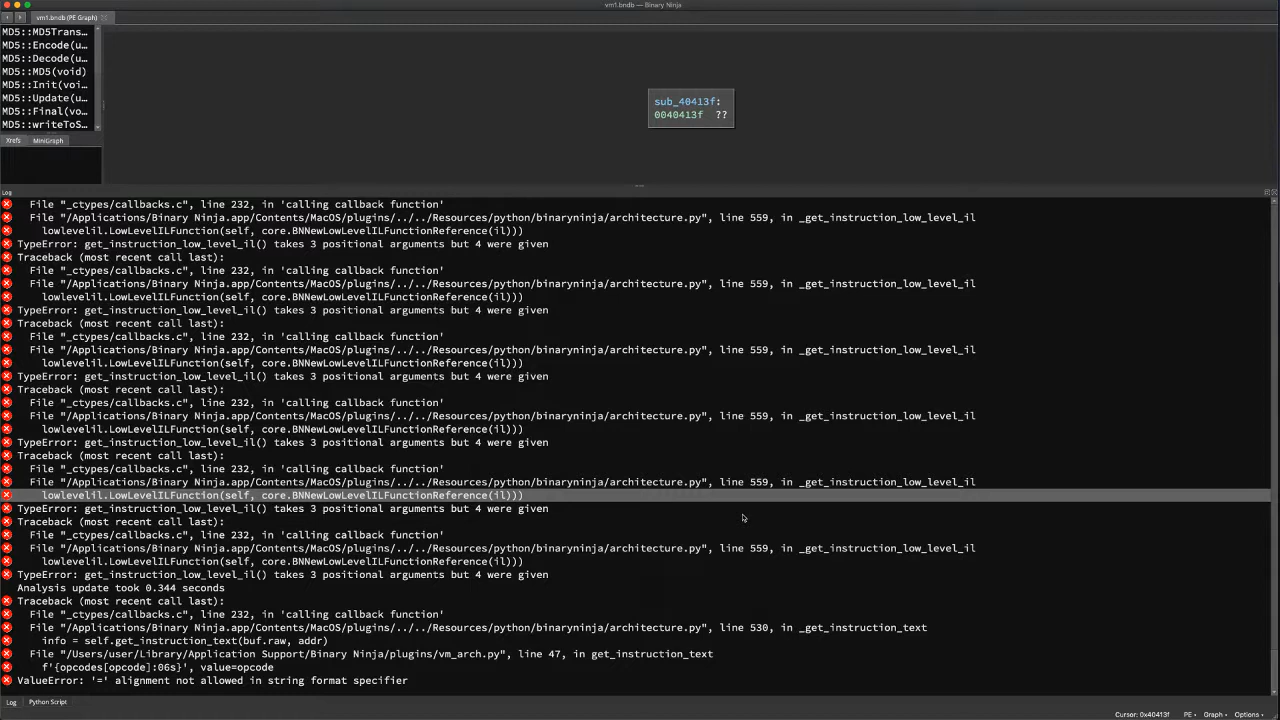 vm1.bndb — Binary Ninja
vm1.bndb (PE Graph)
MD5::MD5Trans…
MD5::Encode(u…
MD5::Decode(u…
MD5::MD5(void)
MD5::Init(voi…
MD5::Update(u…
MD5::Final(vo…
MD5::writeToS…
Xrefs MiniGraph
sub_40413f:
0040413f ??
Log
File "_ctypes/callbacks.c", line 232, in 'calling callback function'
File "/Applications/Binary Ninja.app/Contents/MacOS/plugins/../../Resources/python/binaryninja/architecture.py", line 559, in _get_instruction_low_level_il
lowlevelil.LowLevelILFunction(self, core.BNNewLowLevelILFunctionReference(il)))
TypeError: get_instruction_low_level_il() takes 3 positional arguments but 4 were given
Traceback (most recent call last):
File "_ctypes/callbacks.c", line 232, in 'calling callback function'
File "/Applications/Binary Ninja.app/Contents/MacOS/plugins/../../Resources/python/binaryninja/architecture.py", line 559, in _get_instruction_low_level_il
lowlevelil.LowLevelILFunction(self, core.BNNewLowLevelILFunctionReference(il)))
TypeError: get_instruction_low_level_il() takes 3 positional arguments but 4 were given
Traceback (most recent call last):
File "_ctypes/callbacks.c", line 232, in 'calling callback function'
File "/Applications/Binary Ninja.app/Contents/MacOS/plugins/../../Resources/python/binaryninja/architecture.py", line 559, in _get_instruction_low_level_il
lowlevelil.LowLevelILFunction(self, core.BNNewLowLevelILFunctionReference(il)))
TypeError: get_instruction_low_level_il() takes 3 positional arguments but 4 were given
Traceback (most recent call last):
File "_ctypes/callbacks.c", line 232, in 'calling callback function'
File "/Applications/Binary Ninja.app/Contents/MacOS/plugins/../../Resources/python/binaryninja/architecture.py", line 559, in _get_instruction_low_level_il
lowlevelil.LowLevelILFunction(self, core.BNNewLowLevelILFunctionReference(il)))
TypeError: get_instruction_low_level_il() takes 3 positional arguments but 4 were given
Traceback (most recent call last):
File "_ctypes/callbacks.c", line 232, in 'calling callback function'
File "/Applications/Binary Ninja.app/Contents/MacOS/plugins/../../Resources/python/binaryninja/architecture.py", line 559, in _get_instruction_low_level_il
lowlevelil.LowLevelILFunction(self, core.BNNewLowLevelILFunctionReference(il)))
TypeError: get_instruction_low_level_il() takes 3 positional arguments but 4 were given
Traceback (most recent call last):
File "_ctypes/callbacks.c", line 232, in 'calling callback function'
File "/Applications/Binary Ninja.app/Contents/MacOS/plugins/../../Resources/python/binaryninja/architecture.py", line 559, in _get_instruction_low_level_il
lowlevelil.LowLevelILFunction(self, core.BNNewLowLevelILFunctionReference(il)))
TypeError: get_instruction_low_level_il() takes 3 positional arguments but 4 were given
Analysis update took 0.344 seconds
Traceback (most recent call last):
File "_ctypes/callbacks.c", line 232, in 'calling callback function'
File "/Applications/Binary Ninja.app/Contents/MacOS/plugins/../../Resources/python/binaryninja/architecture.py", line 530, in _get_instruction_text
info = self.get_instruction_text(buf.raw, addr)
File "/Users/user/Library/Application Support/Binary Ninja/plugins/vm_arch.py", line 47, in get_instruction_text
f'{opcodes[opcode]:06s}', value=opcode
ValueError: '=' alignment not allowed in string format specifier
Log Python Script
Cursor: 0x40413f PE Graph Options